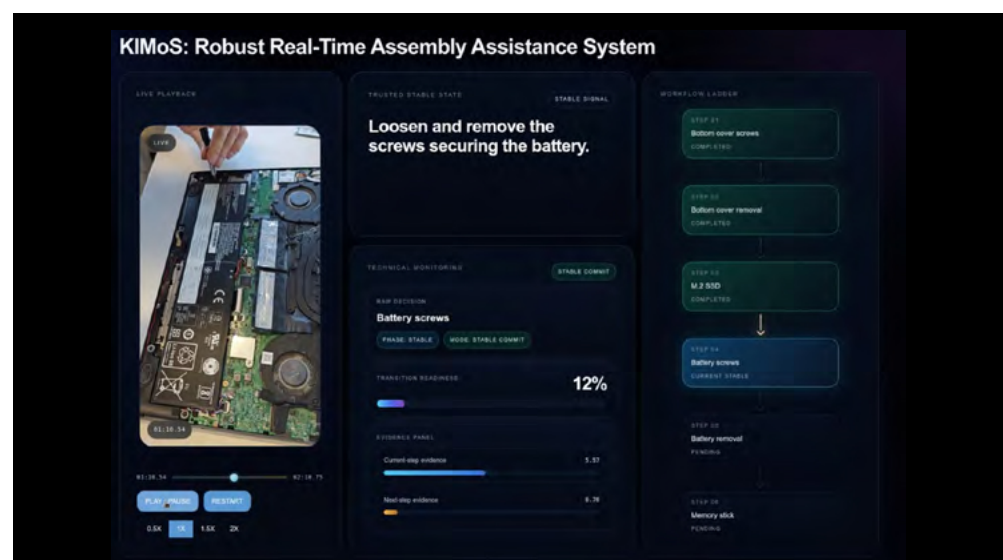 KIMoS: Robust Real-Time Assembly Assistance System
LIVE PLAYBACK
LIVE
01:16.54
02:10.75
PLAY / PAUSE
RESTART
0.5X
1X
1.5X
2X
TRUSTED STABLE STATE
STABLE SIGNAL
Loosen and remove the
screws securing the battery.
TECHNICAL MONITORING
STABLE COMMIT
RAW DECISION
Battery screws
PHASE: STABLE
MODE: STABLE COMMIT
TRANSITION READINESS
12%
EVIDENCE PANEL
Current-step evidence
Next-step evidence
WORKFLOW LADDER
STEP 01
Bottom cover screws
COMPLETED
STEP 02
Bottom cover removal
COMPLETED
STEP 03
M.2 SSD
COMPLETED
STEP 04
Battery screws
CURRENT STABLE
STEP 05
Battery removal
PENDING
STEP 06
Memory stick
PENDING